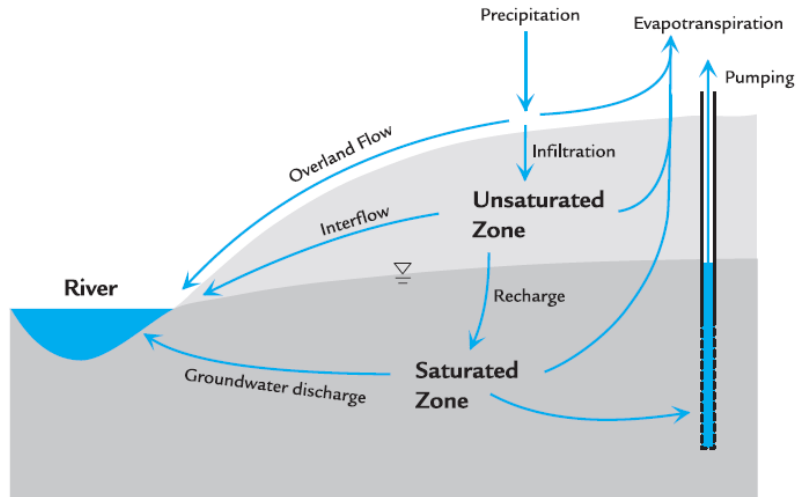 Precipitation
Evapotranspiration
Pumping
Overland Flow
Infiltration
Unsaturated
Zone
Interflow
River
Recharge
Saturated
Zone
Groundwater discharge